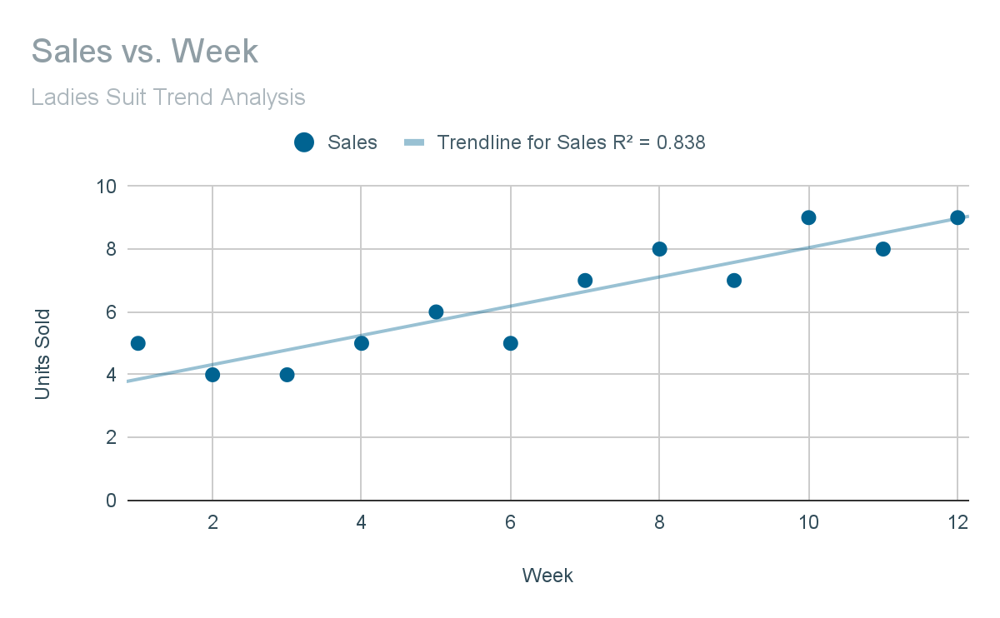 Sales vs. Week
Ladies Suit Trend Analysis
Sales Trendline for Sales R² = 0.838
10
8
6
4
2
0
Units Sold
2 4 6 8 10 12
Week